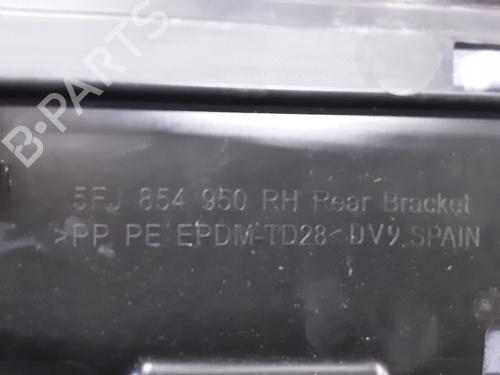 B-PARTS
5FJ 854 950 RH Rear Bracket
>PP PE EPDM-TD28< DV9.SPAIN